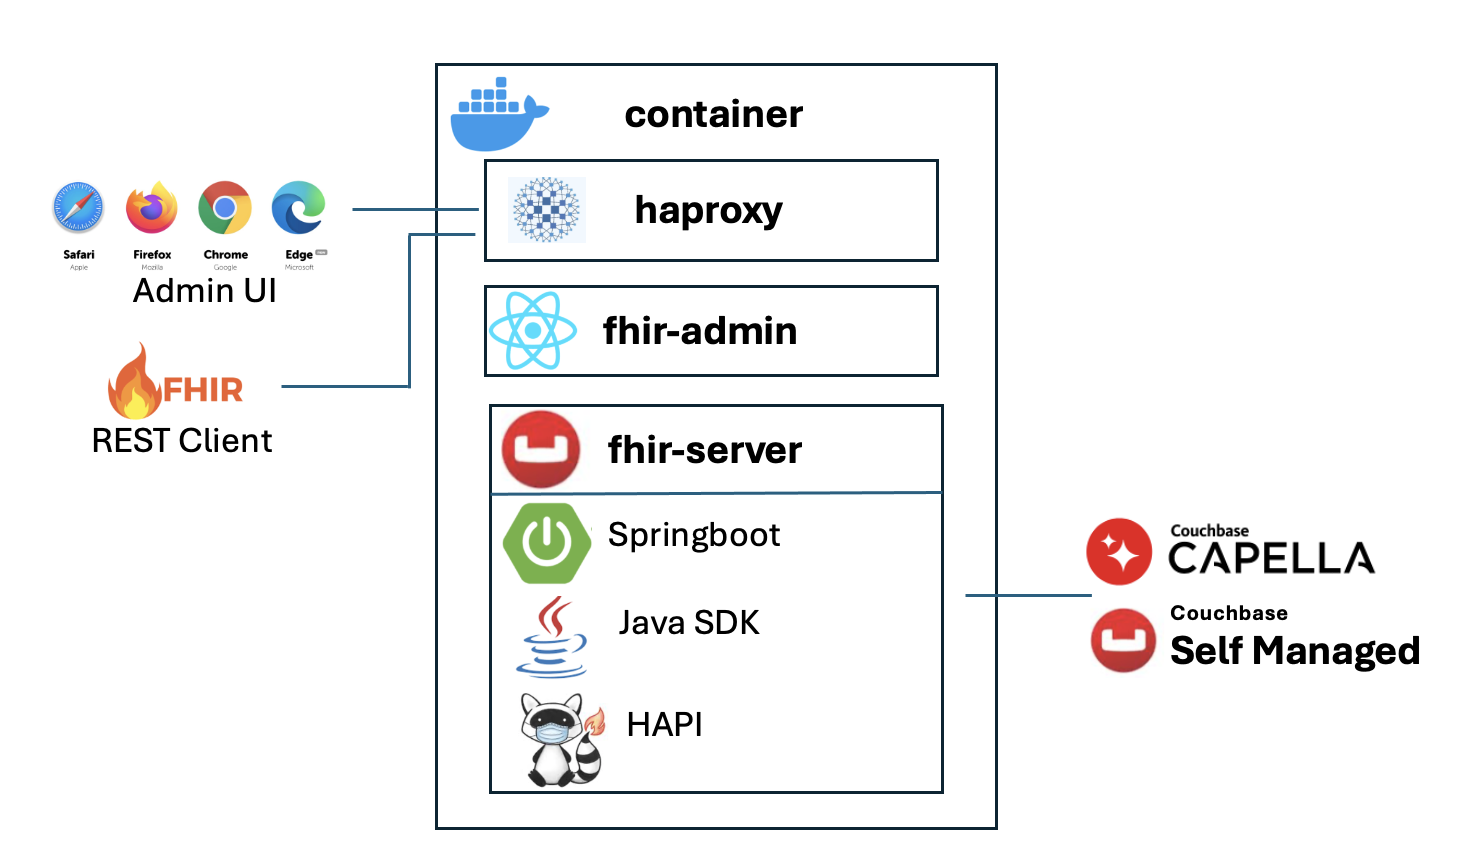 container
haproxy
Safari
Apple
Firefox
Mozilla
Chrome
Google
Edge
Microsoft
Admin UI
fhir-admin
FHIR
REST Client
fhir-server
Springboot
Java SDK
HAPI
Couchbase
CAPELLA
Couchbase
Self Managed